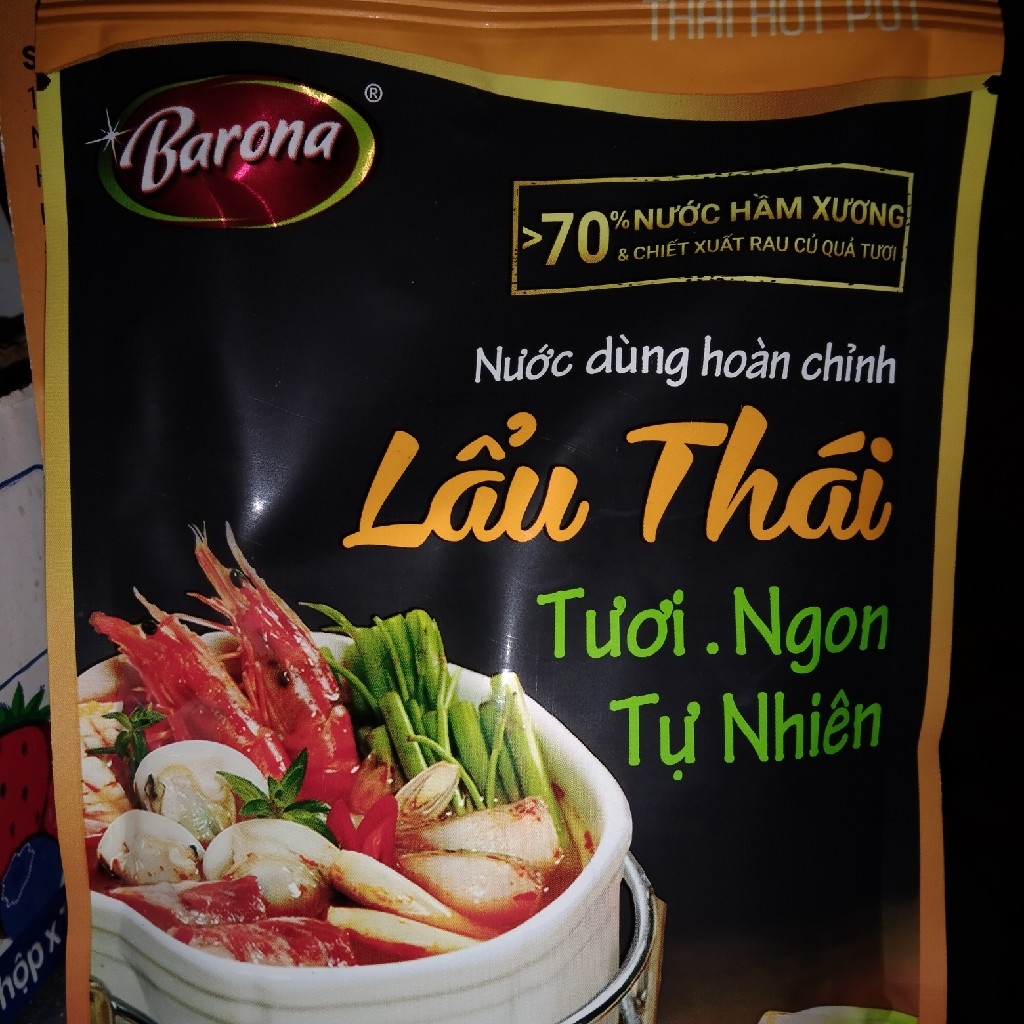 THAI HOT POT
Barona ®
>70% NƯỚC HẦM XƯƠNG
& CHIẾT XUẤT RAU CỦ QUẢ TƯƠI
Nước dùng hoàn chỉnh
Lẩu Thái
Tươi . Ngon
Tự Nhiên
hộp x